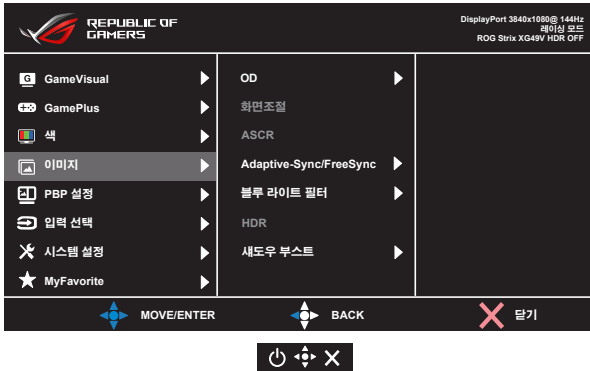 REPUBLIC OF
GAMERS
DisplayPort 3840x1080@ 144Hz
레이싱 모드
ROG Strix XG49V HDR OFF
GameVisual
GamePlus
색
이미지
PBP 설정
입력 선택
시스템 설정
MyFavorite
OD
화면조절
ASCR
Adaptive-Sync/FreeSync
블루 라이트 필터
HDR
섀도우 부스트
MOVE/ENTER
BACK
닫기